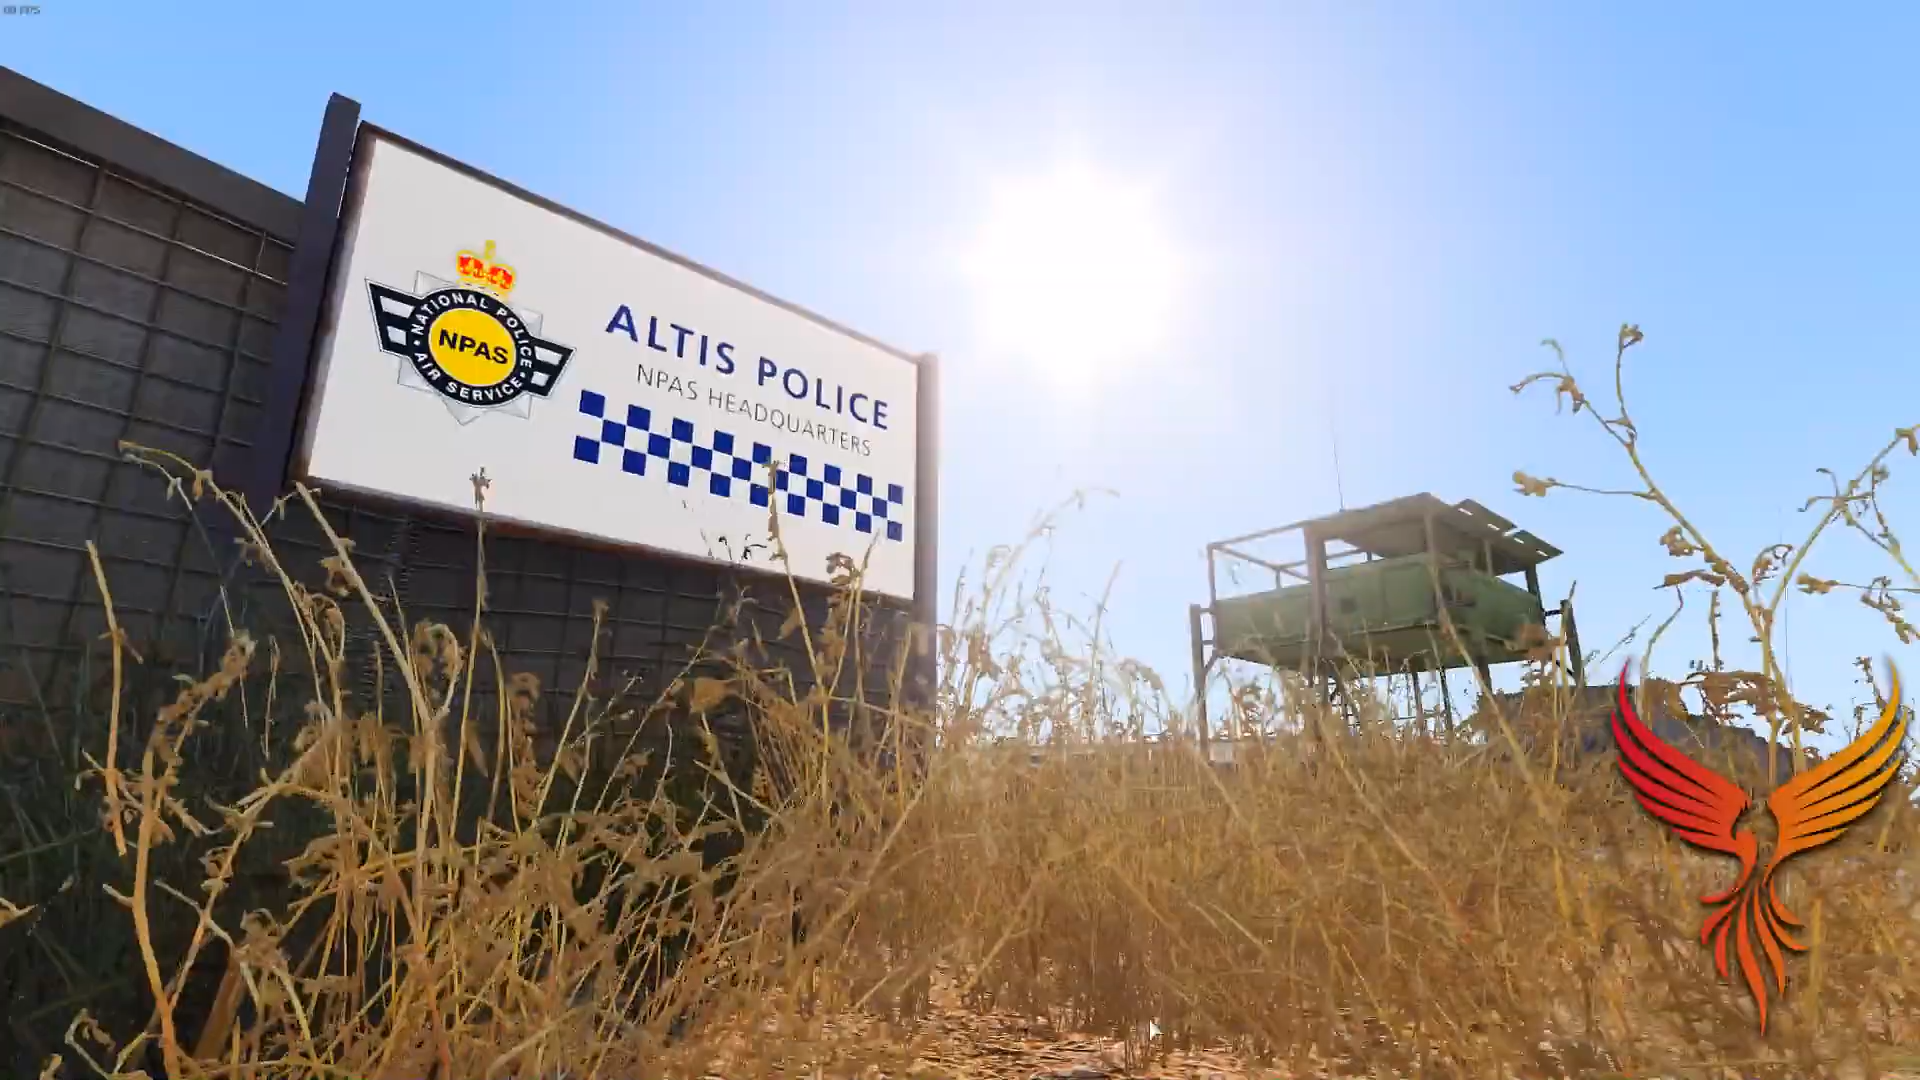 NATIONAL POLICE
NPAS
AIR SERVICE
ALTIS POLICE
NPAS HEADQUARTERS